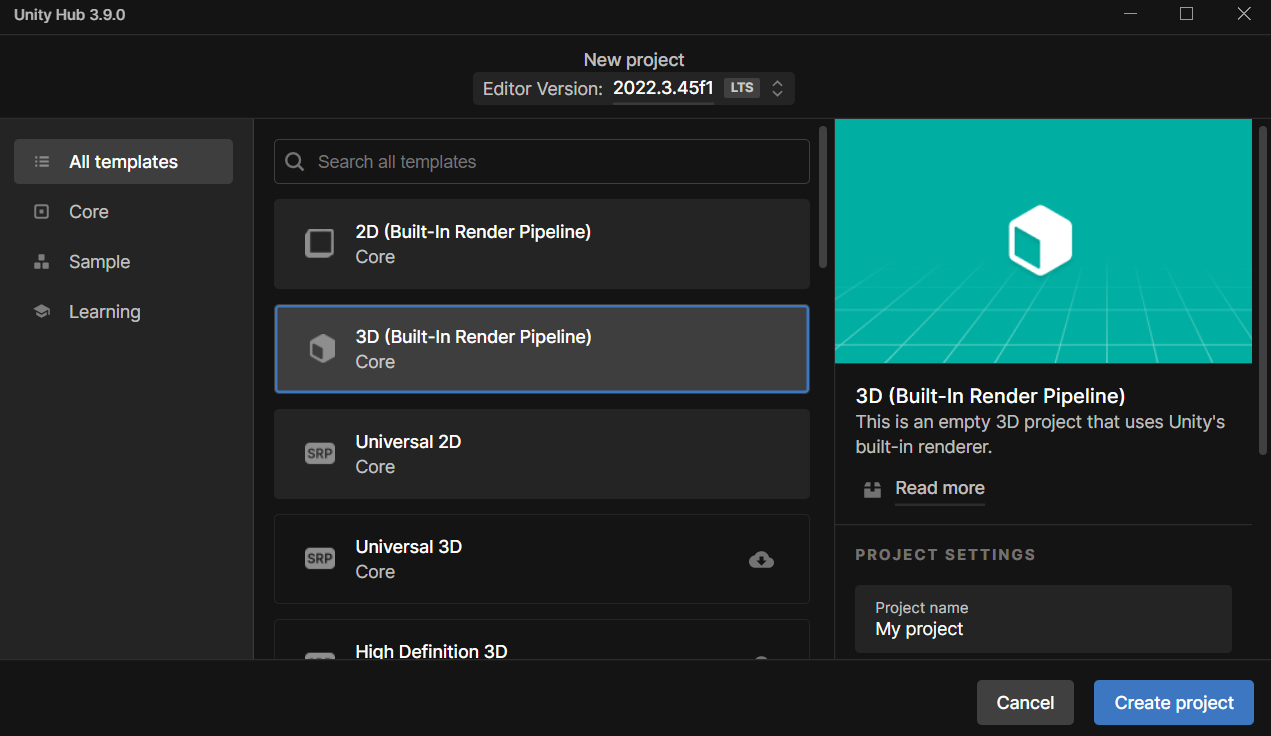 Unity Hub 3.9.0
New project
Editor Version: 2022.3.45f1 LTS
All templates
Core
Sample
Learning
Search all templates
2D (Built-In Render Pipeline)
Core
3D (Built-In Render Pipeline)
Core
SRP
Universal 2D
Core
SRP
Universal 3D
Core
High Definition 3D
3D (Built-In Render Pipeline)
This is an empty 3D project that uses Unity's
built-in renderer.
Read more
PROJECT SETTINGS
Project name
My project
Cancel
Create project